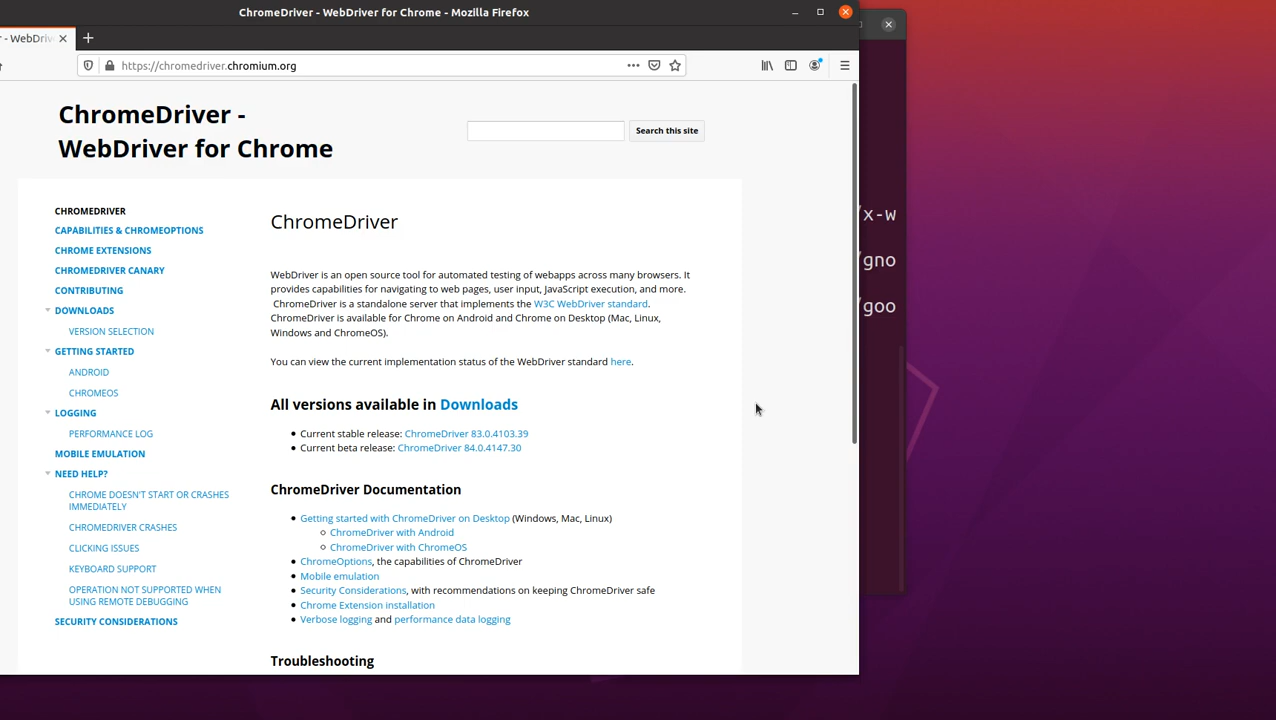 ChromeDriver - WebDriver for Chrome - Mozilla Firefox
r - WebDriv
https://chromedriver.chromium.org
ChromeDriver -
WebDriver for Chrome
Search this site
CHROMEDRIVER
CAPABILITIES & CHROMEOPTIONS
CHROME EXTENSIONS
CHROMEDRIVER CANARY
CONTRIBUTING
DOWNLOADS
VERSION SELECTION
GETTING STARTED
ANDROID
CHROMEOS
LOGGING
PERFORMANCE LOG
MOBILE EMULATION
NEED HELP?
CHROME DOESN'T START OR CRASHES
IMMEDIATELY
CHROMEDRIVER CRASHES
CLICKING ISSUES
KEYBOARD SUPPORT
OPERATION NOT SUPPORTED WHEN
USING REMOTE DEBUGGING
SECURITY CONSIDERATIONS
ChromeDriver
WebDriver is an open source tool for automated testing of webapps across many browsers. It
provides capabilities for navigating to web pages, user input, JavaScript execution, and more.
ChromeDriver is a standalone server that implements the W3C WebDriver standard.
ChromeDriver is available for Chrome on Android and Chrome on Desktop (Mac, Linux,
Windows and ChromeOS).
You can view the current implementation status of the WebDriver standard here.
All versions available in Downloads
Current stable release: ChromeDriver 83.0.4103.39
Current beta release: ChromeDriver 84.0.4147.30
ChromeDriver Documentation
Getting started with ChromeDriver on Desktop (Windows, Mac, Linux)
ChromeDriver with Android
ChromeDriver with ChromeOS
ChromeOptions, the capabilities of ChromeDriver
Mobile emulation
Security Considerations, with recommendations on keeping ChromeDriver safe
Chrome Extension installation
Verbose logging and performance data logging
Troubleshooting
/x-w
/gno
/goo